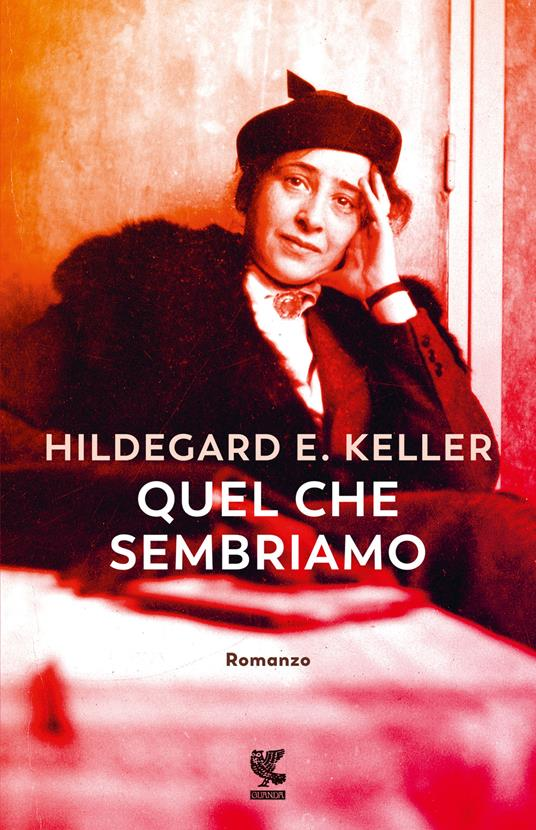 HILDEGARD E. KELLER
QUEL CHE
SEMBRIAMO
Romanzo
GUANDA